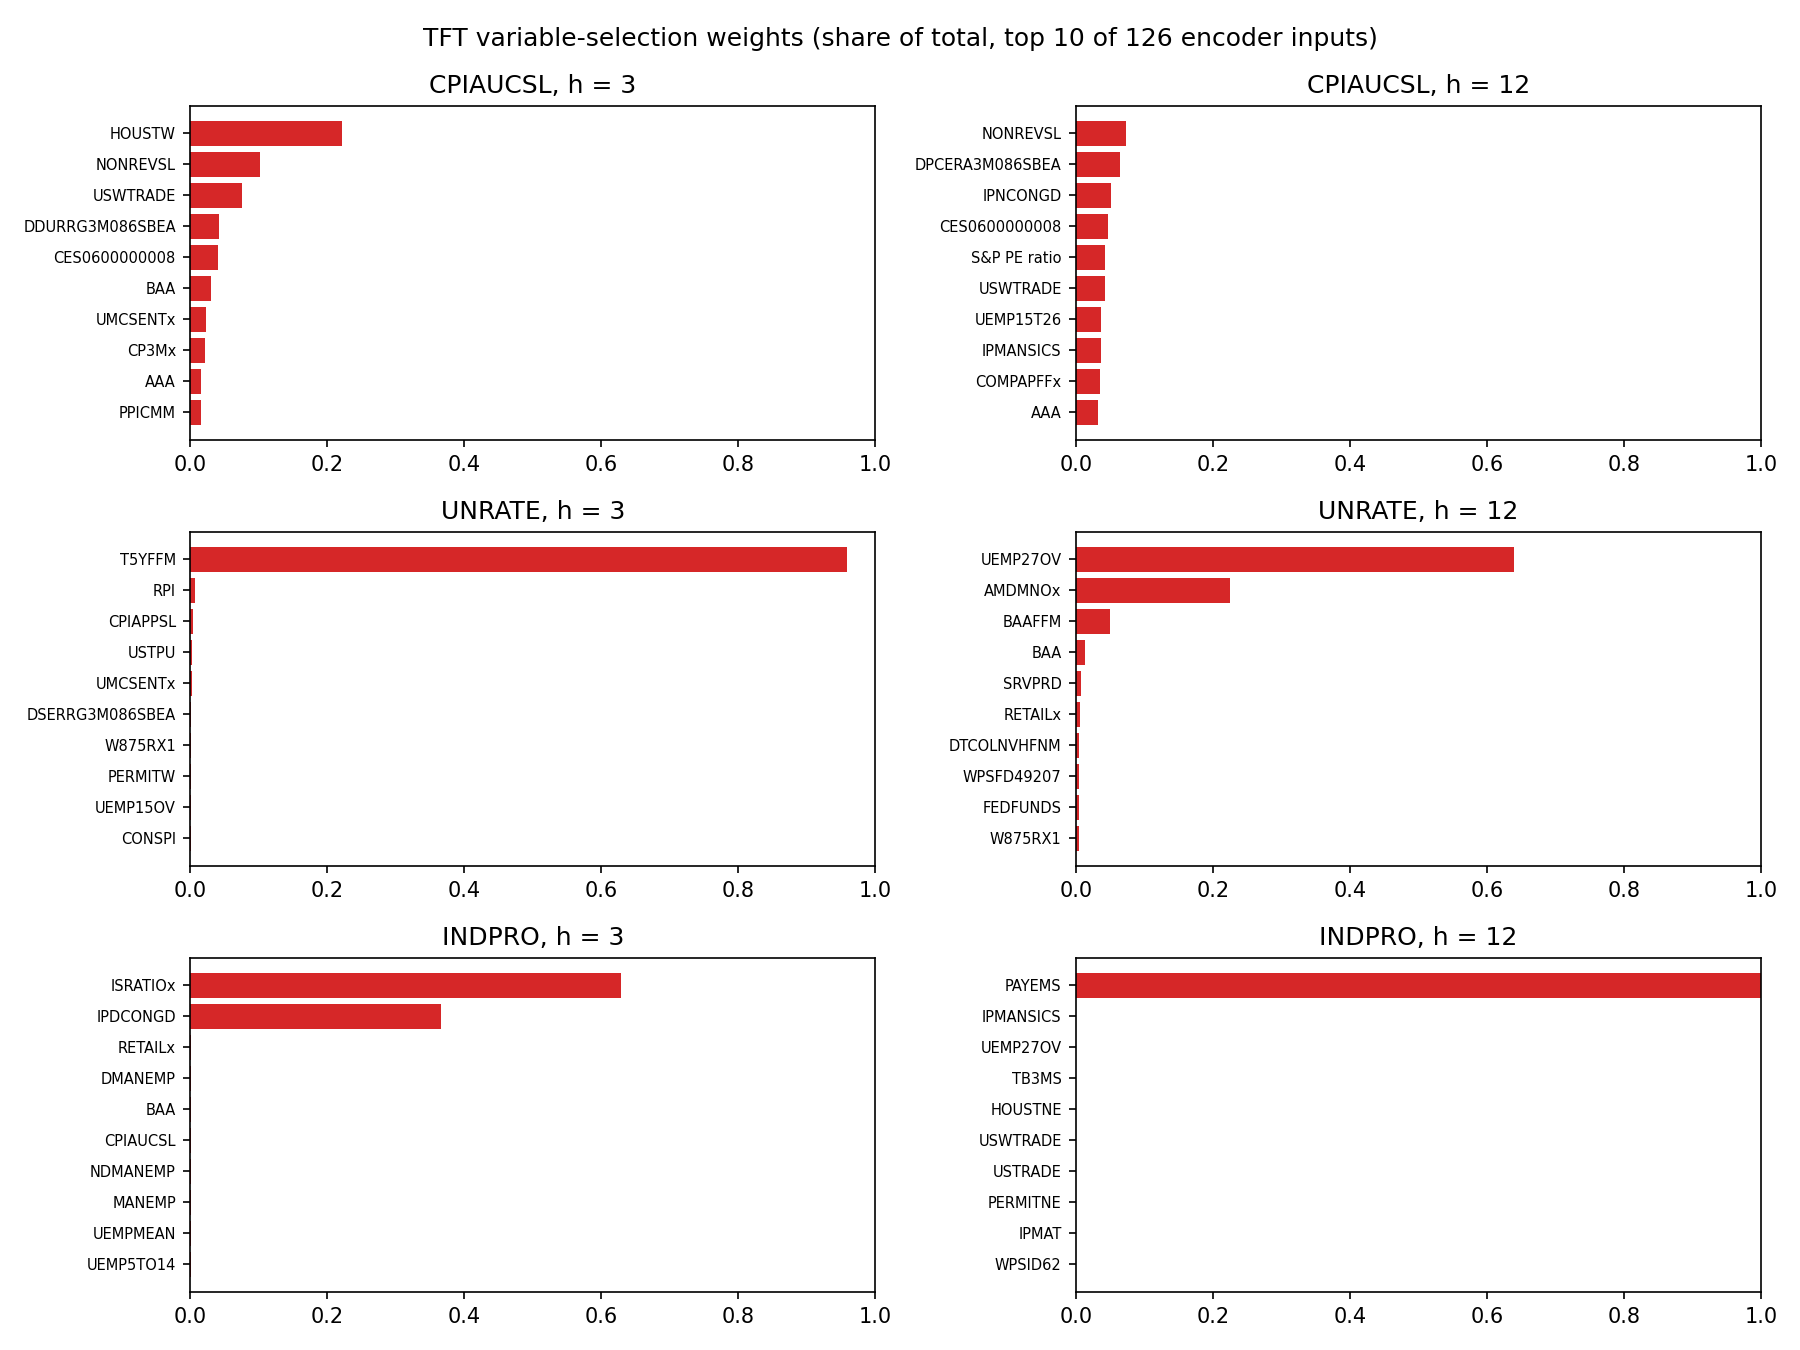 TFT variable-selection weights (share of total, top 10 of 126 encoder inputs)
CPIAUCSL, h = 3
HOUSTW
NONREVSL
USWTRADE
DDURRG3M086SBEA
CES0600000008
BAA
UMCSENTx
CP3Mx
AAA
PPICMM
0.0 0.2 0.4 0.6 0.8 1.0
CPIAUCSL, h = 12
NONREVSL
DPCERA3M086SBEA
IPNCONGD
CES0600000008
S&P PE ratio
USWTRADE
UEMP15T26
IPMANSICS
COMPAPFFx
AAA
0.0 0.2 0.4 0.6 0.8 1.0
UNRATE, h = 3
T5YFFM
RPI
CPIAPPSL
USTPU
UMCSENTx
DSERRG3M086SBEA
W875RX1
PERMITW
UEMP15OV
CONSPI
0.0 0.2 0.4 0.6 0.8 1.0
UNRATE, h = 12
UEMP27OV
AMDMNOx
BAAFFM
BAA
SRVPRD
RETAILx
DTCOLNVHFNM
WPSFD49207
FEDFUNDS
W875RX1
0.0 0.2 0.4 0.6 0.8 1.0
INDPRO, h = 3
ISRATIOx
IPDCONGD
RETAILx
DMANEMP
BAA
CPIAUCSL
NDMANEMP
MANEMP
UEMPMEAN
UEMP5TO14
0.0 0.2 0.4 0.6 0.8 1.0
INDPRO, h = 12
PAYEMS
IPMANSICS
UEMP27OV
TB3MS
HOUSTNE
USWTRADE
USTRADE
PERMITNE
IPMAT
WPSID62
0.0 0.2 0.4 0.6 0.8 1.0